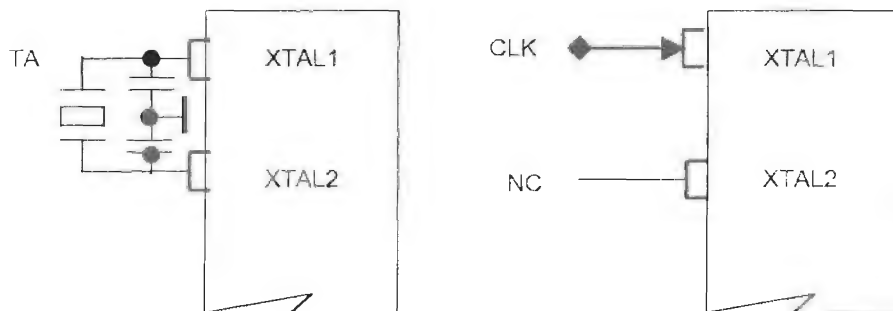 TA
XTAL1
XTAL2
CLK
XTAL1
NC
XTAL2